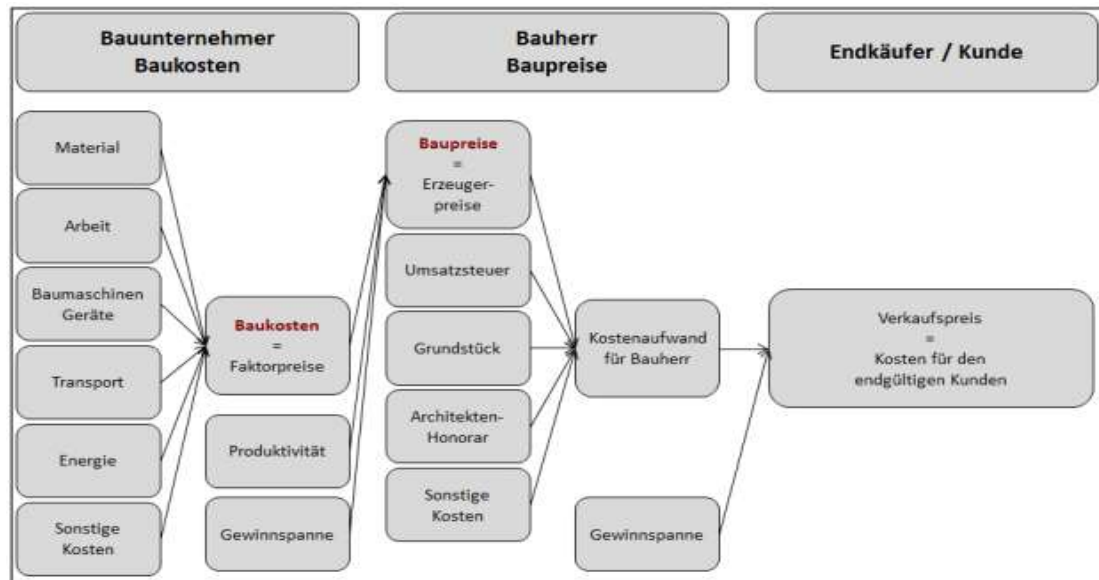 Bauunternehmer
Baukosten
Bauherr
Baupreise
Endkäufer / Kunde
Material
Arbeit
Baumaschinen
Geräte
Transport
Energie
Sonstige
Kosten
Baukosten
=
Faktorpreise
Produktivität
Gewinnspanne
Baupreise
=
Erzeuger-
preise
Umsatzsteuer
Grundstück
Architekten-
Honorar
Sonstige
Kosten
Kostenaufwand
für Bauherr
Gewinnspanne
Verkaufspreis
=
Kosten für den
endgültigen Kunden